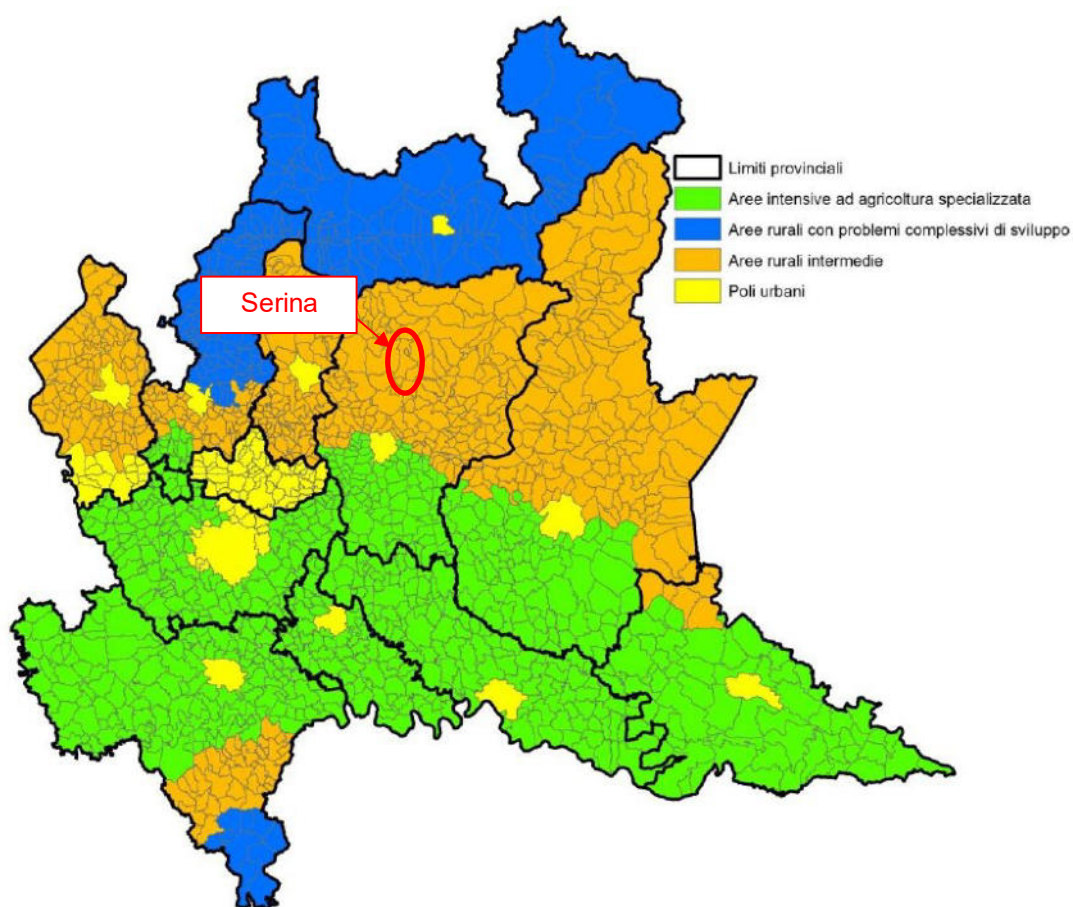 Limiti provinciali
Aree intensive ad agricoltura specializzata
Aree rurali con problemi complessivi di sviluppo
Aree rurali intermedie
Poli urbani
Serina